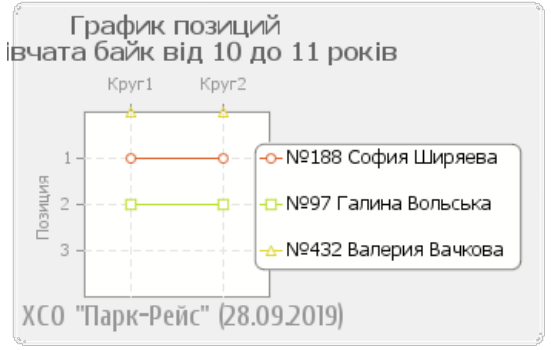 График позиций
івчата байк від 10 до 11 років
Круг1 Круг2
Позиция
1
2
3
№188 София Ширяева
№97 Галина Вольська
№432 Валерия Вачкова
ХСО "Парк-Рейс" (28.09.2019)